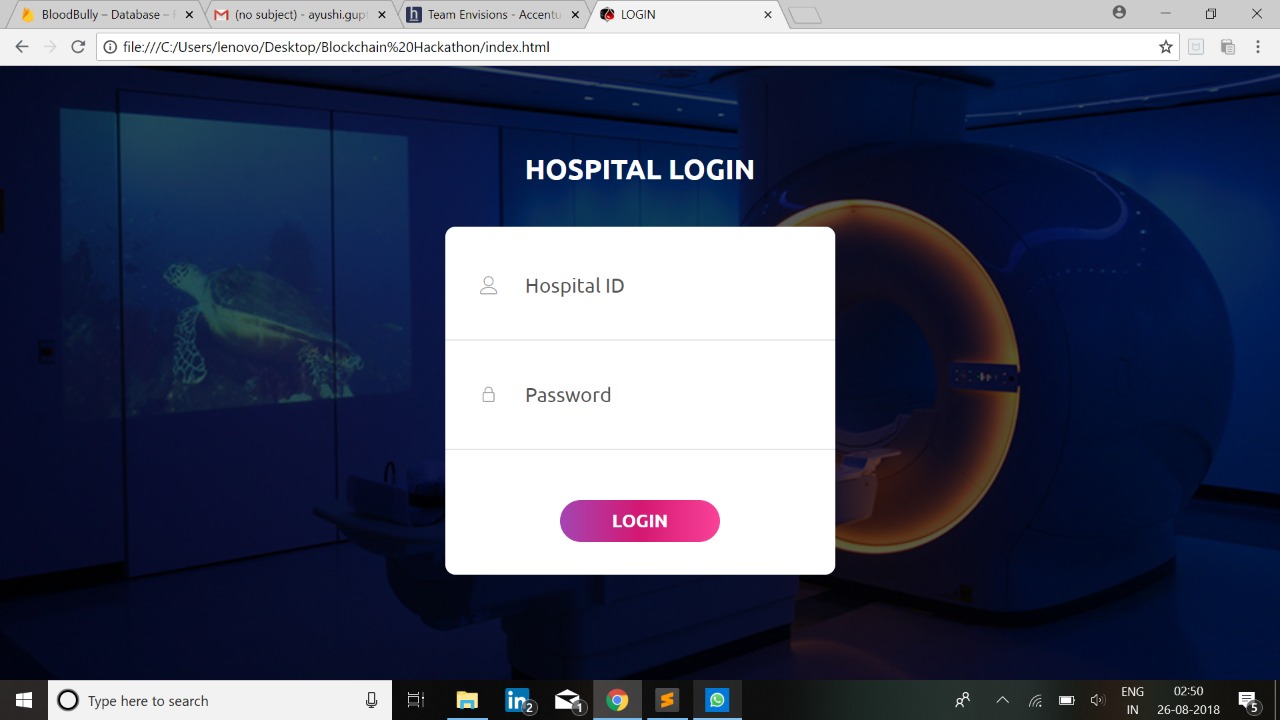 BloodBully – Database – f
(no subject) - ayushi.gup
Team Envisions - Accentu
LOGIN
file:///C:/Users/lenovo/Desktop/Blockchain%20Hackathon/index.html
HOSPITAL LOGIN
Hospital ID
Password
LOGIN
Type here to search
2
1
ENG
IN
02:50
26-08-2018
5